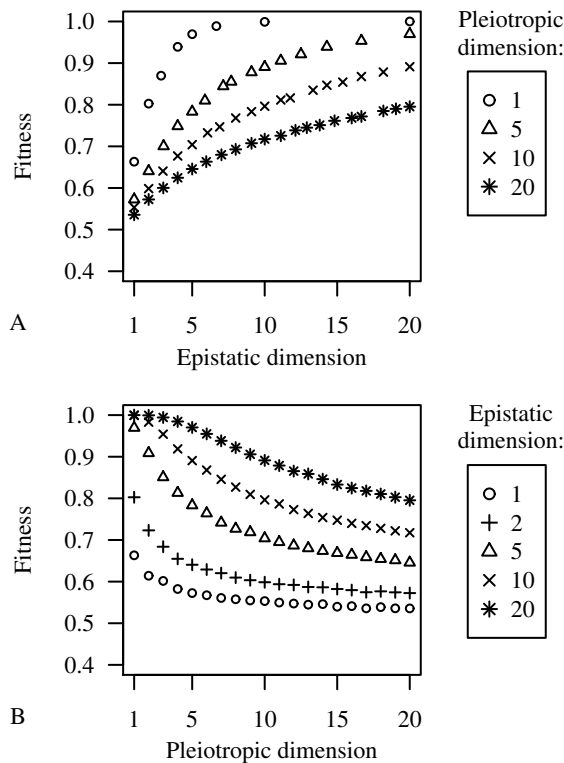 Pleiotropic
dimension:
1
5
10
20
1.0
0.9
0.8
0.7
0.6
0.5
0.4
Fitness
1 5 10 15 20
Epistatic dimension
A
Epistatic
dimension:
1
2
5
10
20
1.0
0.9
0.8
0.7
0.6
0.5
0.4
Fitness
1 5 10 15 20
Pleiotropic dimension
B